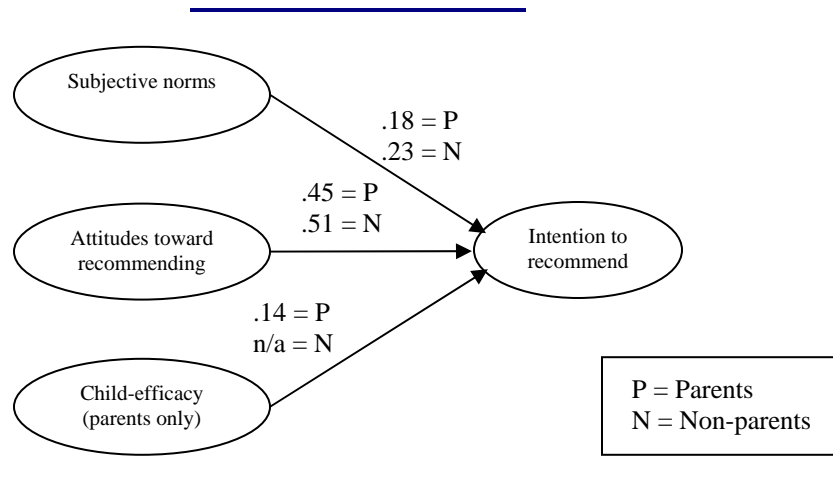 Subjective norms
.18 = P
.23 = N
.45 = P
.51 = N
Attitudes toward
recommending
Intention to
recommend
.14 = P
n/a = N
Child-efficacy
(parents only)
P = Parents
N = Non-parents